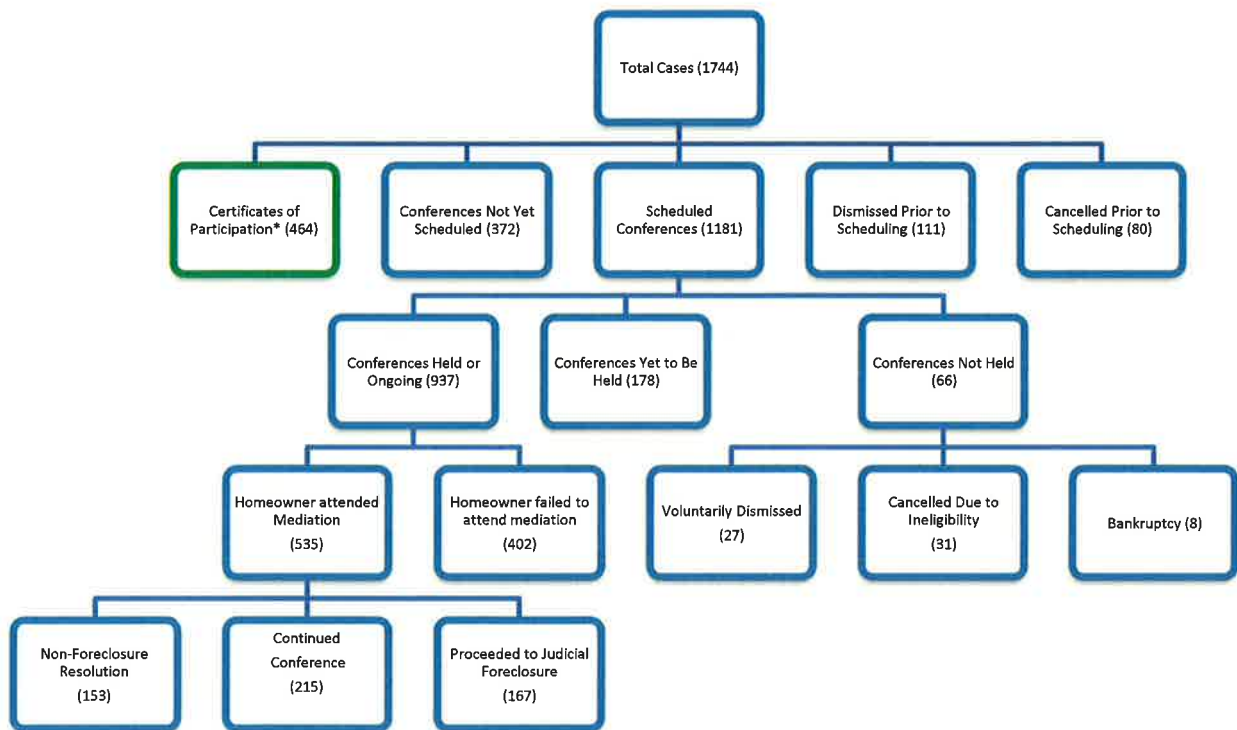 Total Cases (1744)
Certificates of
Participation* (464)
Conferences Not Yet
Scheduled (372)
Scheduled
Conferences (1181)
Dismissed Prior to
Scheduling (111)
Cancelled Prior to
Scheduling (80)
Conferences Held or
Ongoing (937)
Conferences Yet to Be
Held (178)
Conferences Not Held
(66)
Homeowner attended
Mediation
(535)
Homeowner failed to
attend mediation
(402)
Voluntarily Dismissed
(27)
Cancelled Due to
Ineligibility
(31)
Bankruptcy (8)
Non-Foreclosure
Resolution
(153)
Continued
Conference
(215)
Proceeded to Judicial
Foreclosure
(167)